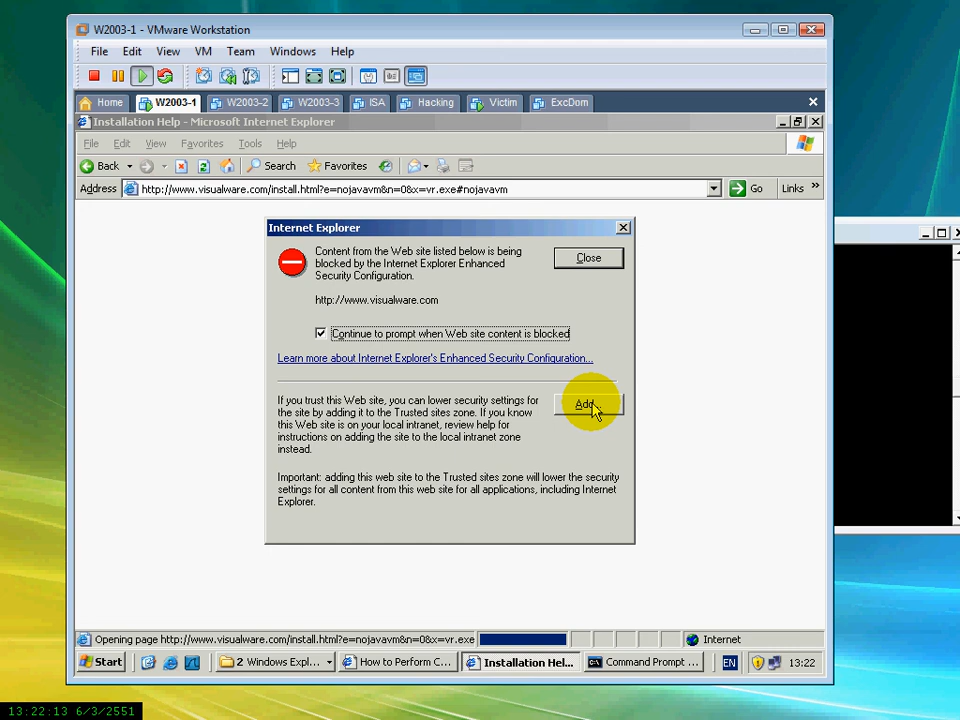 W2003-1 - VMware Workstation
File Edit View VM Team Windows Help
Home W2003-1 W2003-2 W2003-3 ISA Hacking Victim ExcDom
Installation Help - Microsoft Internet Explorer
File Edit View Favorites Tools Help
Back Search Favorites
Address http://www.visualware.com/install.html?e=nojavavm&n=0&x=vr.exe#nojavavm Go Links »
Internet Explorer
Content from the Web site listed below is being
blocked by the Internet Explorer Enhanced
Security Configuration.
Close
http://www.visualware.com
Continue to prompt when Web site content is blocked
Learn more about Internet Explorer's Enhanced Security Configuration...
If you trust this Web site, you can lower security settings for
the site by adding it to the Trusted sites zone. If you know
this Web site is on your local intranet, review help for
instructions on adding the site to the local intranet zone
instead.
Add...
Important: adding this web site to the Trusted sites zone will lower the security
settings for all content from this web site for all applications, including Internet
Explorer.
Opening page http://www.visualware.com/install.html?e=nojavavm&n=0&x=vr.exe Internet
Start 2 Windows Expl... How to Perform C... Installation Hel... Command Prompt ... EN 13:22
13:22:13 6/3/2551